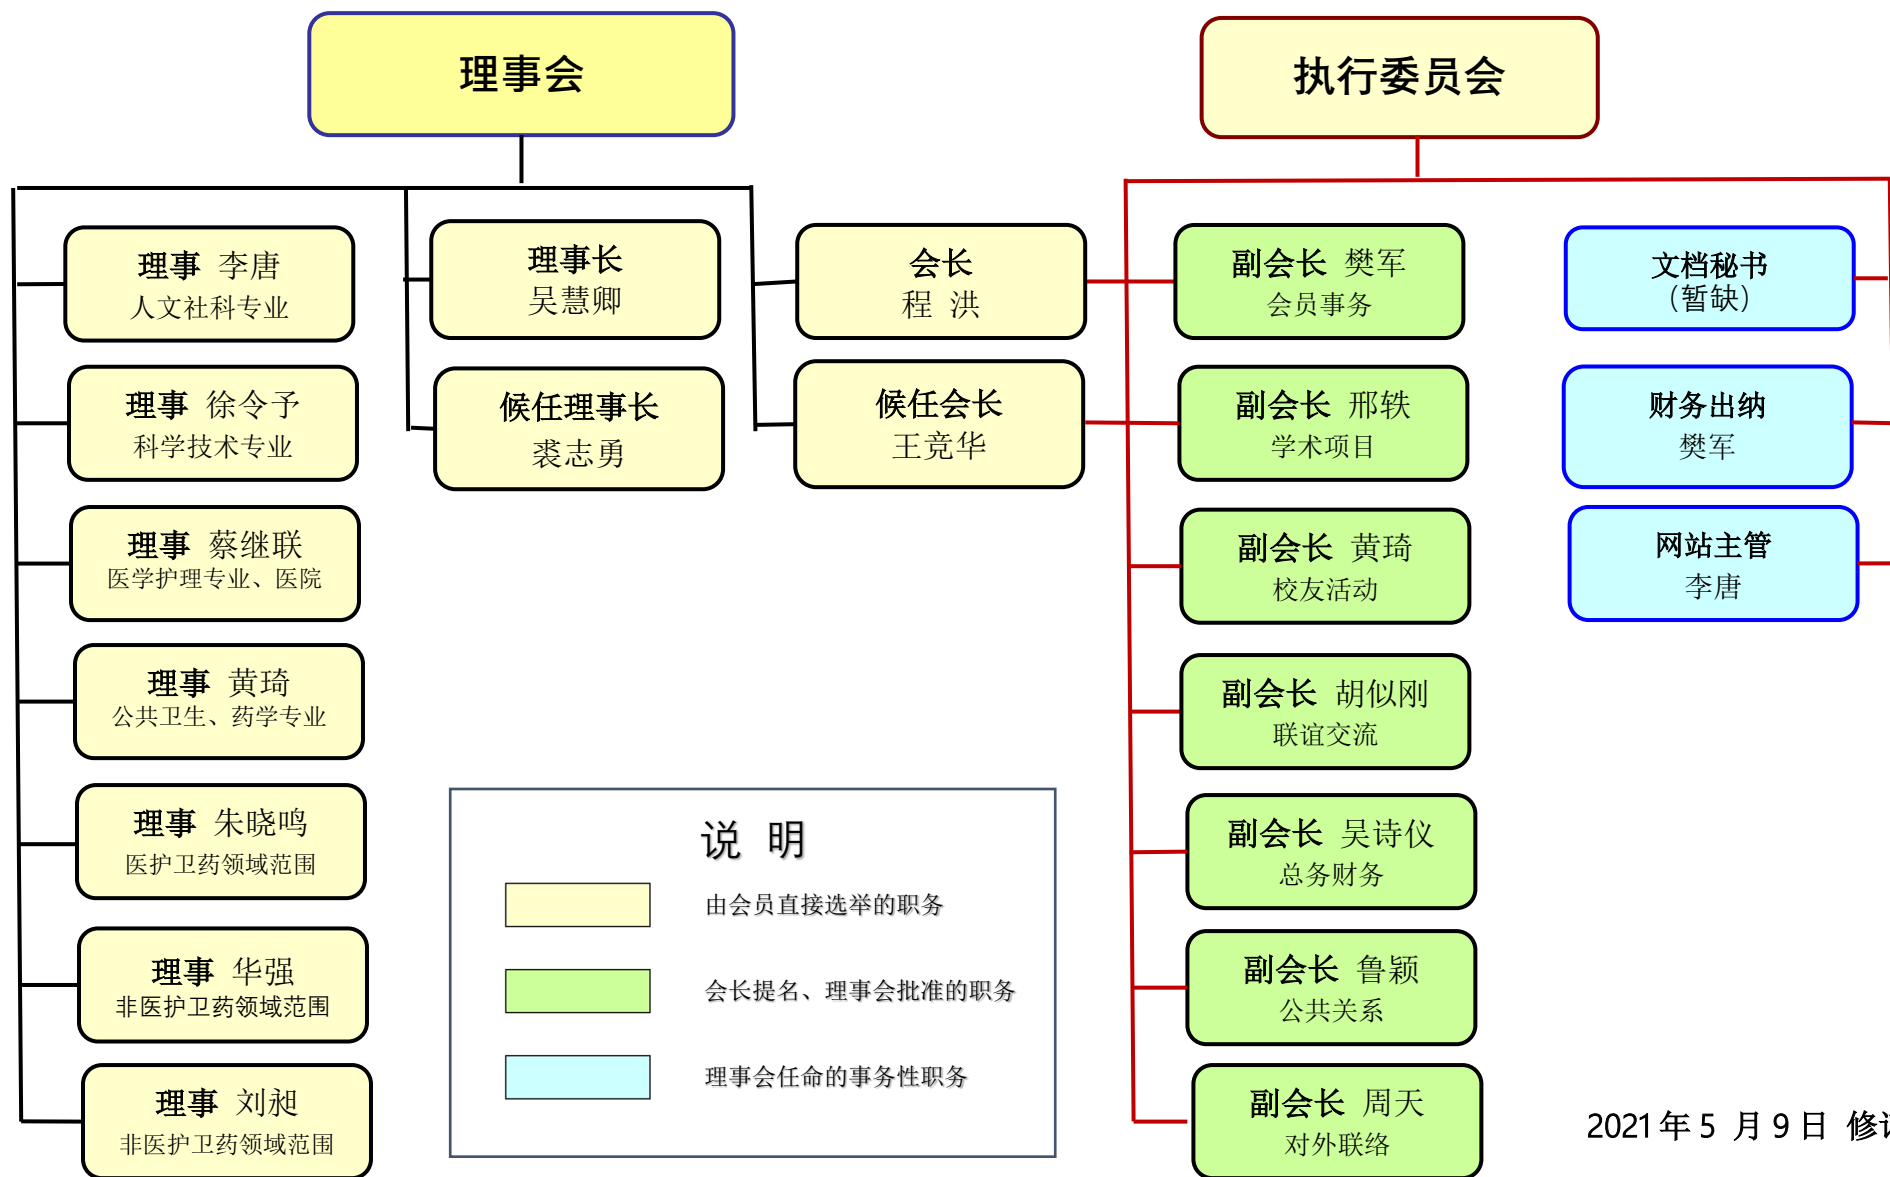 理事会
执行委员会
理事 李唐
人文社科专业
理事 徐令予
科学技术专业
理事 蔡继联
医学护理专业、医院
理事 黄琦
公共卫生、药学专业
理事 朱晓鸣
医护卫药领域范围
理事 华强
非医护卫药领域范围
理事 刘昶
非医护卫药领域范围
理事长
吴慧卿
候任理事长
裘志勇
会长
程 洪
候任会长
王竞华
副会长 樊军
会员事务
副会长 邢轶
学术项目
副会长 黄琦
校友活动
副会长 胡似刚
联谊交流
副会长 吴诗仪
总务财务
副会长 鲁颖
公共关系
副会长 周天
对外联络
文档秘书
（暂缺）
财务出纳
樊军
网站主管
李唐
说 明
由会员直接选举的职务
会长提名、理事会批准的职务
理事会任命的事务性职务
2021年5 月9日 修